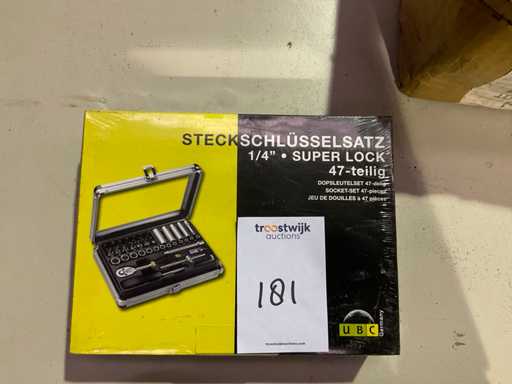 STECKSCHLÜSSELSATZ
1/4" • SUPER LOCK
47-teilig
DOPSLEUTELSET 47-delig
SOCKET-SET 47-pieces
JEU DE DOUILLES à 47 pièces
troostwijk
auctions
181
UBC
Germany